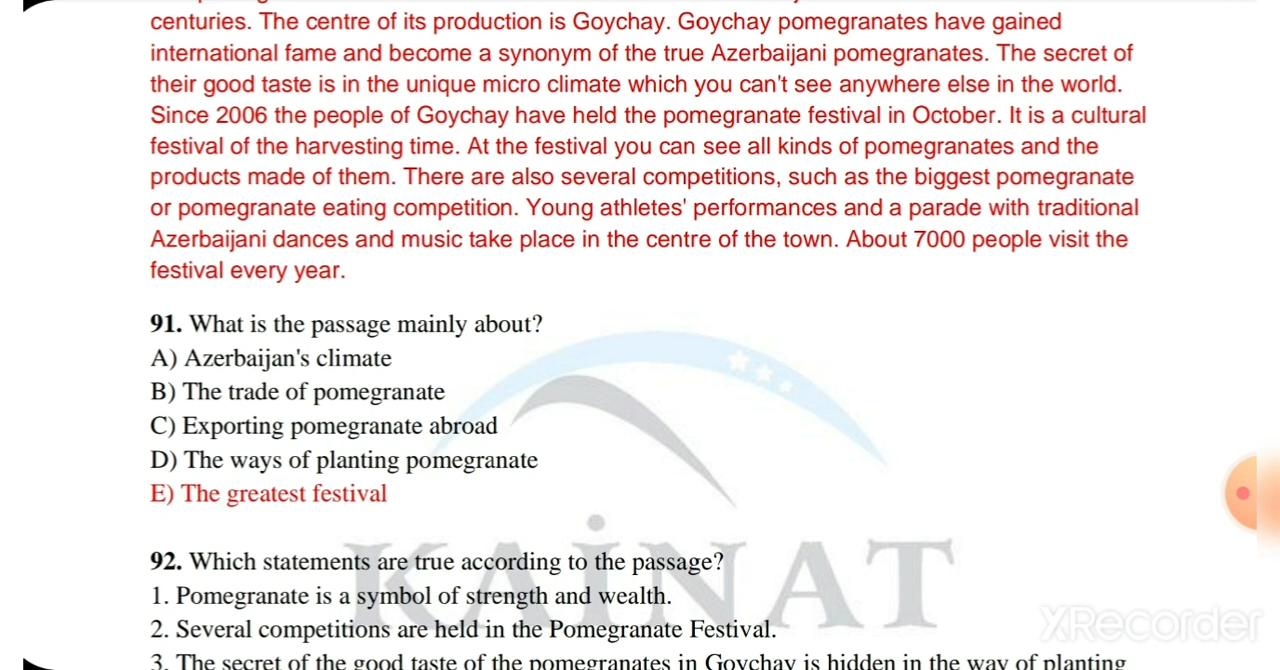 centuries. The centre of its production is Goychay. Goychay pomegranates have gained
international fame and become a synonym of the true Azerbaijani pomegranates. The secret of
their good taste is in the unique micro climate which you can't see anywhere else in the world.
Since 2006 the people of Goychay have held the pomegranate festival in October. It is a cultural
festival of the harvesting time. At the festival you can see all kinds of pomegranates and the
products made of them. There are also several competitions, such as the biggest pomegranate
or pomegranate eating competition. Young athletes' performances and a parade with traditional
Azerbaijani dances and music take place in the centre of the town. About 7000 people visit the
festival every year.
91. What is the passage mainly about?
A) Azerbaijan's climate
B) The trade of pomegranate
C) Exporting pomegranate abroad
D) The ways of planting pomegranate
E) The greatest festival
KAİNAT
92. Which statements are true according to the passage?
1. Pomegranate is a symbol of strength and wealth.
2. Several competitions are held in the Pomegranate Festival.
XRecorder
3. The secret of the good taste of the pomegranates in Goychay is hidden in the way of planting